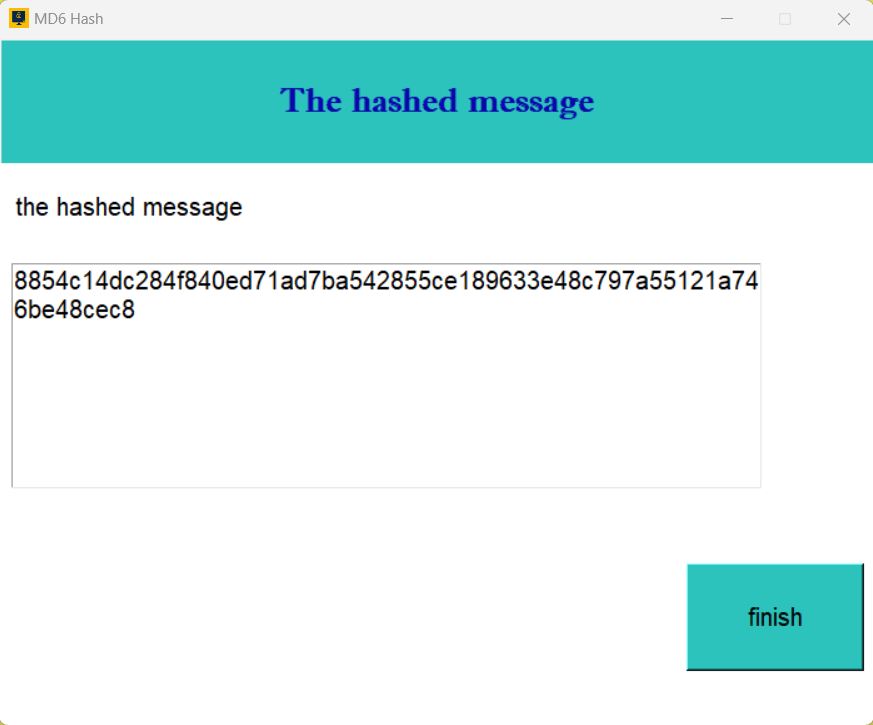 MD6 Hash
The hashed message
the hashed message
8854c14dc284f840ed71ad7ba542855ce189633e48c797a55121a74
6be48cec8
finish